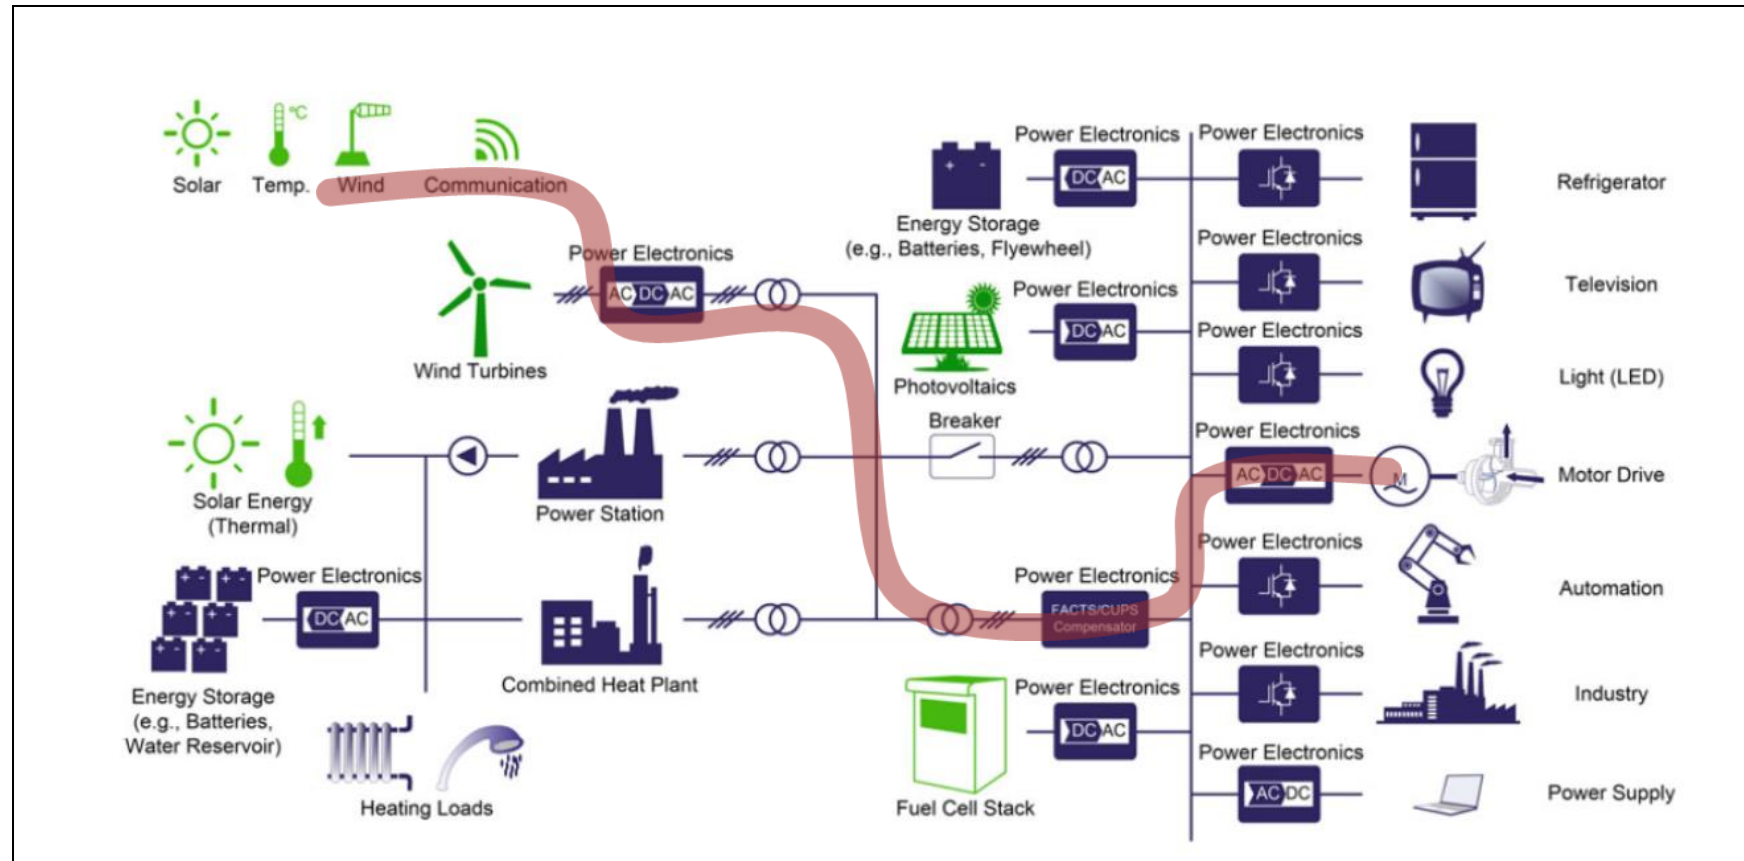 °C
Solar
Temp.
Wind
Communication
Power Electronics
AC DC AC
Wind Turbines
Solar Energy
(Thermal)
Power Station
Power Electronics
DC AC
Energy Storage
(e.g., Batteries,
Water Reservoir)
Combined Heat Plant
Heating Loads
Power Electronics
+ -
DC AC
Energy Storage
(e.g., Batteries, Flyewheel)
Power Electronics
DC AC
Photovoltaics
Breaker
Power Electronics
FACTS/CUPS
Compensator
Power Electronics
DC AC
Fuel Cell Stack
Power Electronics
Refrigerator
Power Electronics
Television
Power Electronics
Light (LED)
Power Electronics
AC DC AC
M
Motor Drive
Power Electronics
Automation
Power Electronics
Industry
Power Electronics
AC DC
Power Supply